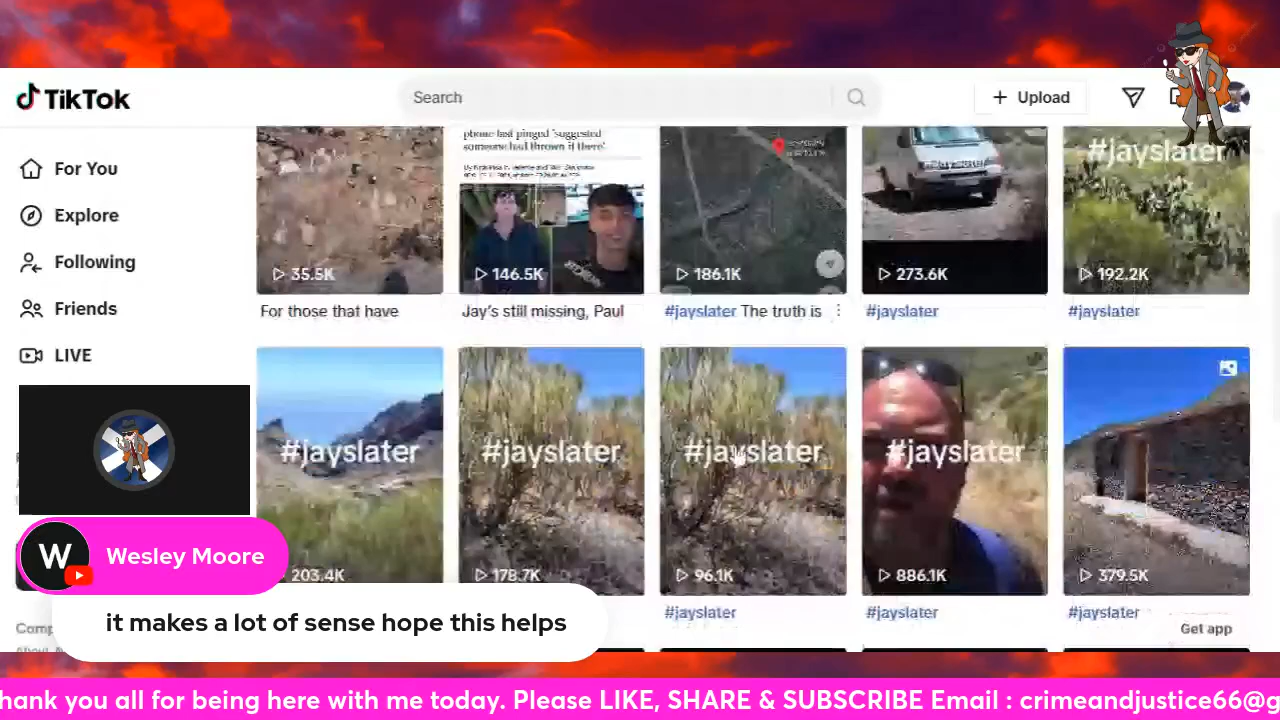 TikTok
Search
Upload
For You
Explore
Following
Friends
LIVE
phone last pinged 'suggested
someone had thrown it there'
#jayslater
35.5K
146.5K
186.1K
273.6K
192.2K
For those that have
Jay's still missing, Paul
#jayslater The truth is
#jayslater
#jayslater
#jayslater
#jayslater
#jayslater
#jayslater
203.4K
178.7K
96.1K
886.1K
379.5K
#jayslater
#jayslater
#jayslater
Get app
W
Wesley Moore
it makes a lot of sense hope this helps
hank you all for being here with me today. Please LIKE, SHARE & SUBSCRIBE Email : crimeandjustice66@g